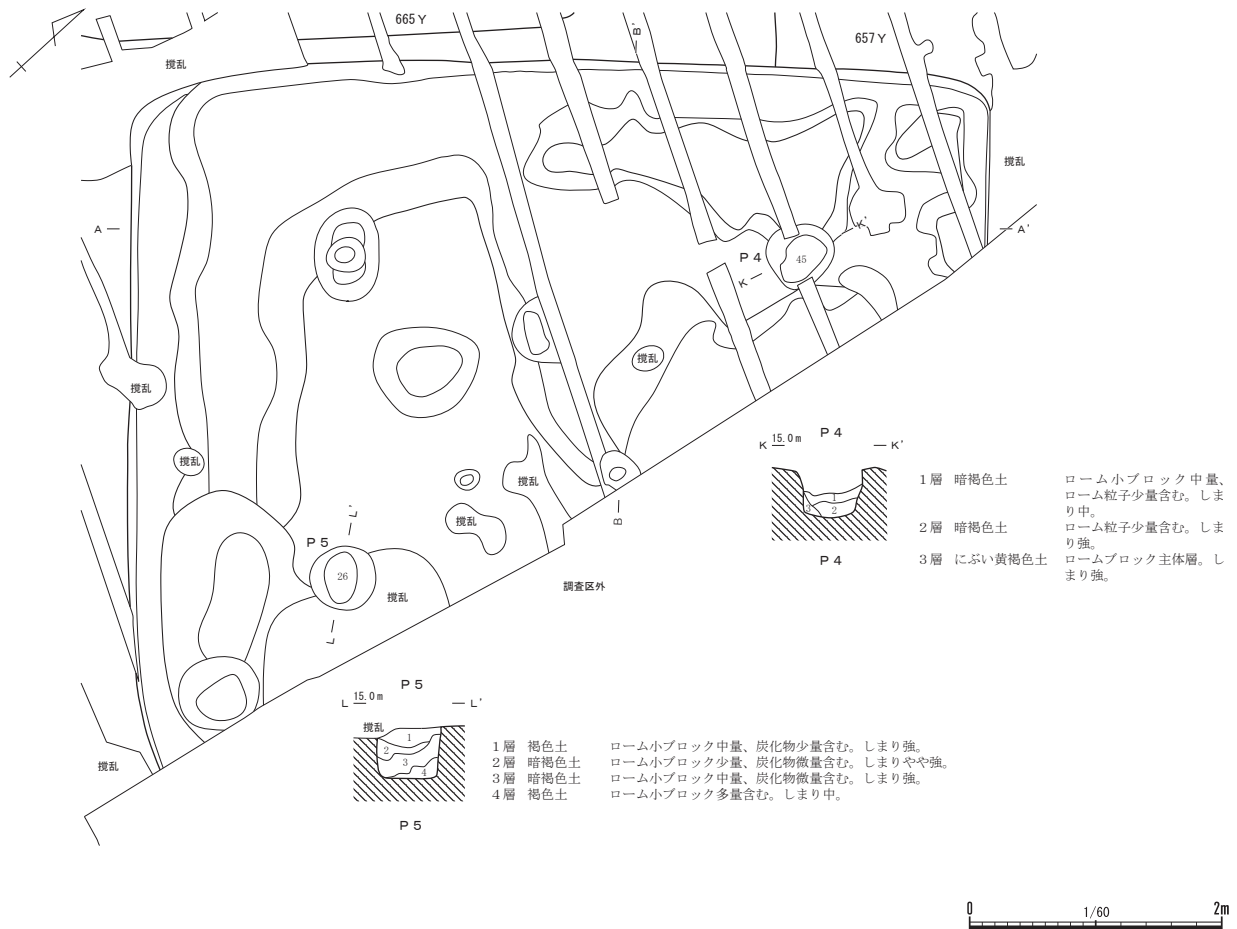 665Y
B'
657Y
攪乱
攪乱
A
A'
P4
45
K'
K
攪乱
攪乱
攪乱
攪乱
攪乱
B
L'
P5
26
攪乱
L
調査区外
攪乱
P4
K 15.0m
K'
1
2
3
P4
1層 暗褐色土 ローム小ブロック中量、
ローム粒子少量含む。しま
り中。
2層 暗褐色土 ローム粒子少量含む。しま
り強。
3層 にぶい黄褐色土 ロームブロック主体層。し
まり強。
P5
L 15.0m
L'
攪乱
1
2
3
4
P5
1層 褐色土 ローム小ブロック中量、炭化物少量含む。しまり強。
2層 暗褐色土 ローム小ブロック少量、炭化物微量含む。しまりやや強。
3層 暗褐色土 ローム小ブロック中量、炭化物微量含む。しまり強。
4層 褐色土 ローム小ブロック多量含む。しまり中。
0 1/60 2m